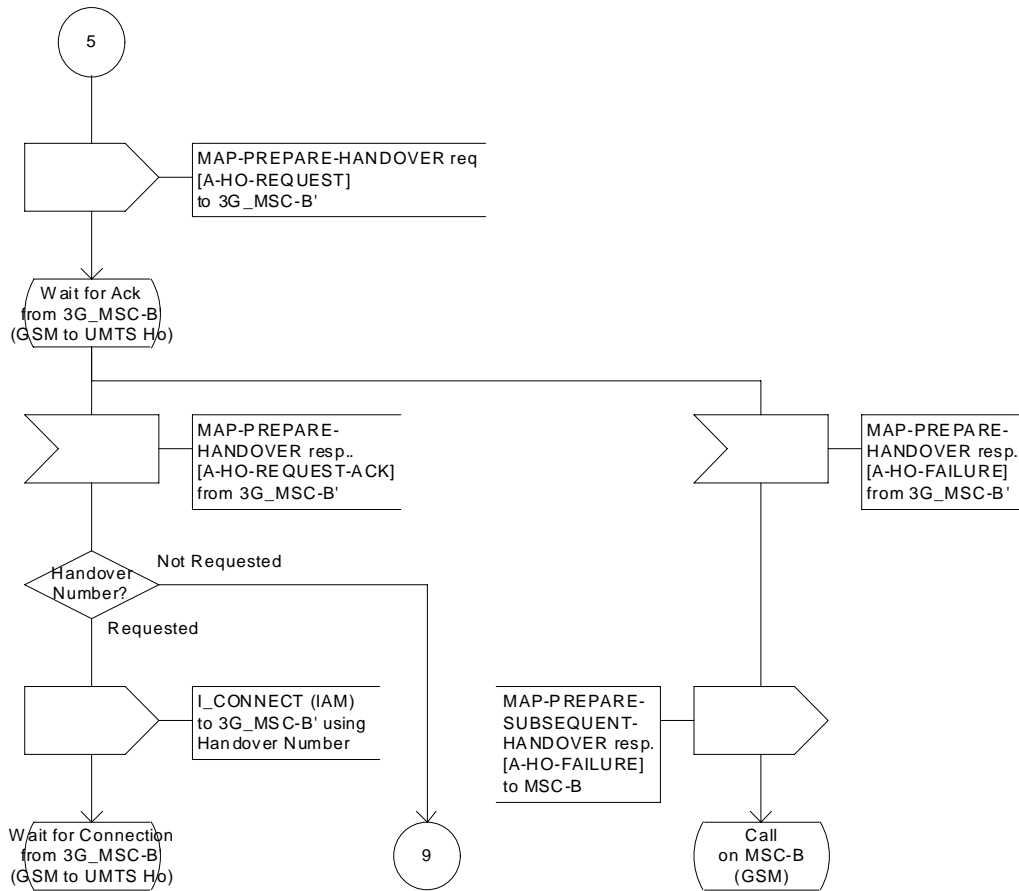 5
MAP-PREPARE-HANDOVER req
[A-HO-REQUEST]
to 3G_MSC-B'
Wait for Ack
from 3G_MSC-B'
(GSM to UMTS Ho)
MAP-PREPARE-
HANDOVER resp..
[A-HO-REQUEST-ACK]
from 3G_MSC-B'
MAP-PREPARE-
HANDOVER resp.
[A-HO-FAILURE]
from 3G_MSC-B'
Handover
Number?
Not Requested
Requested
I_CONNECT (IAM)
to 3G_MSC-B' using
Handover Number
MAP-PREPARE-
SUBSEQUENT-
HANDOVER resp.
[A-HO-FAILURE]
to MSC-B
Wait for Connection
from 3G_MSC-B'
(GSM to UMTS Ho)
9
Call
on MSC-B
(GSM)